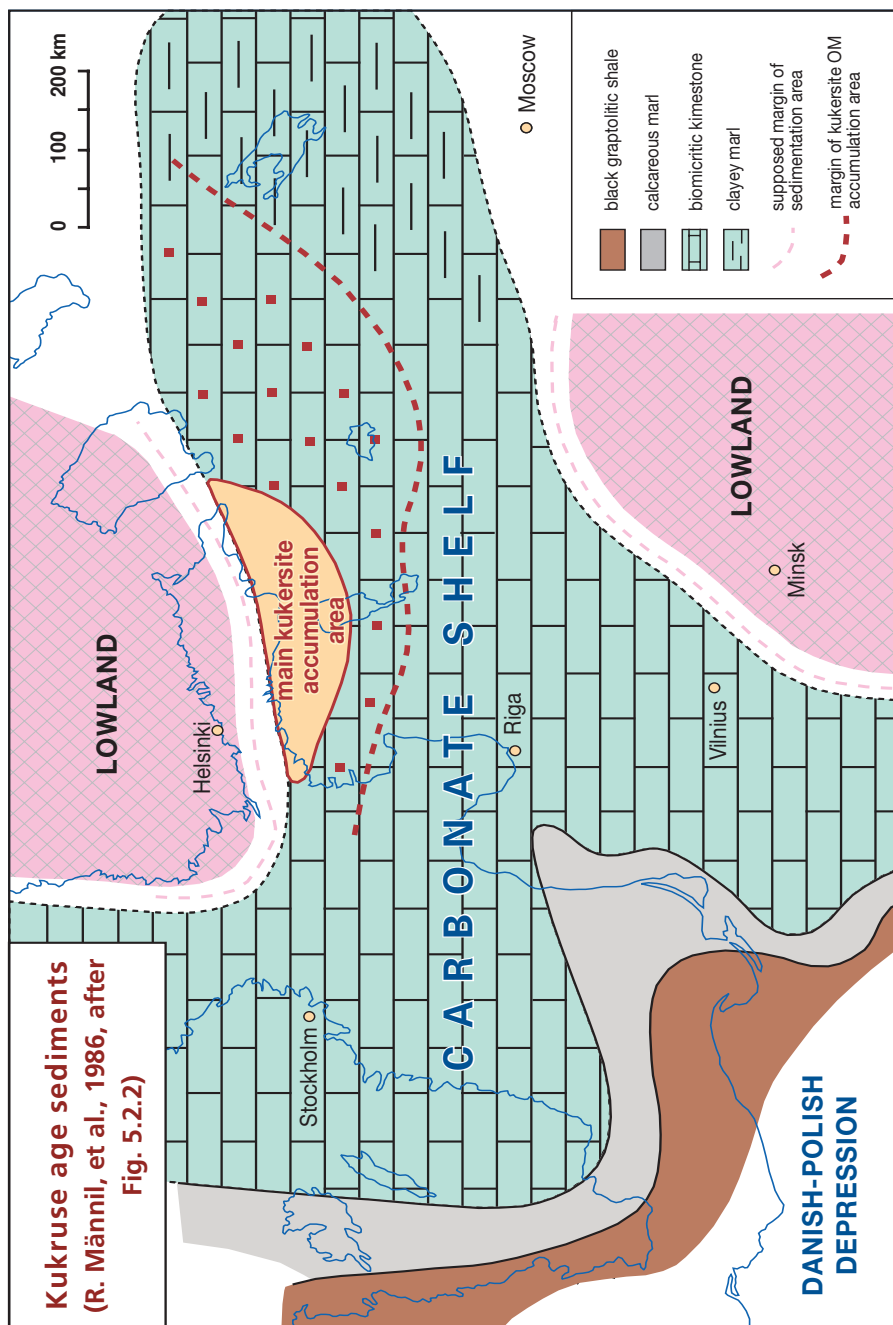 Kukruse age sediments
(R. Männil, et al., 1986, after
Fig. 5.2.2)
LOWLAND
Helsinki
main kukersite
accumulation
area
0 100 200 km
Stockholm
CARBONATE SHELF
Riga
Moscow
Vilnius
LOWLAND
Minsk
DANISH-POLISH
DEPRESSION
black graptolitic shale
calcareous marl
biomicritic kimestone
clayey marl
supposed margin of
sedimentation area
margin of kukersite OM
accumulation area